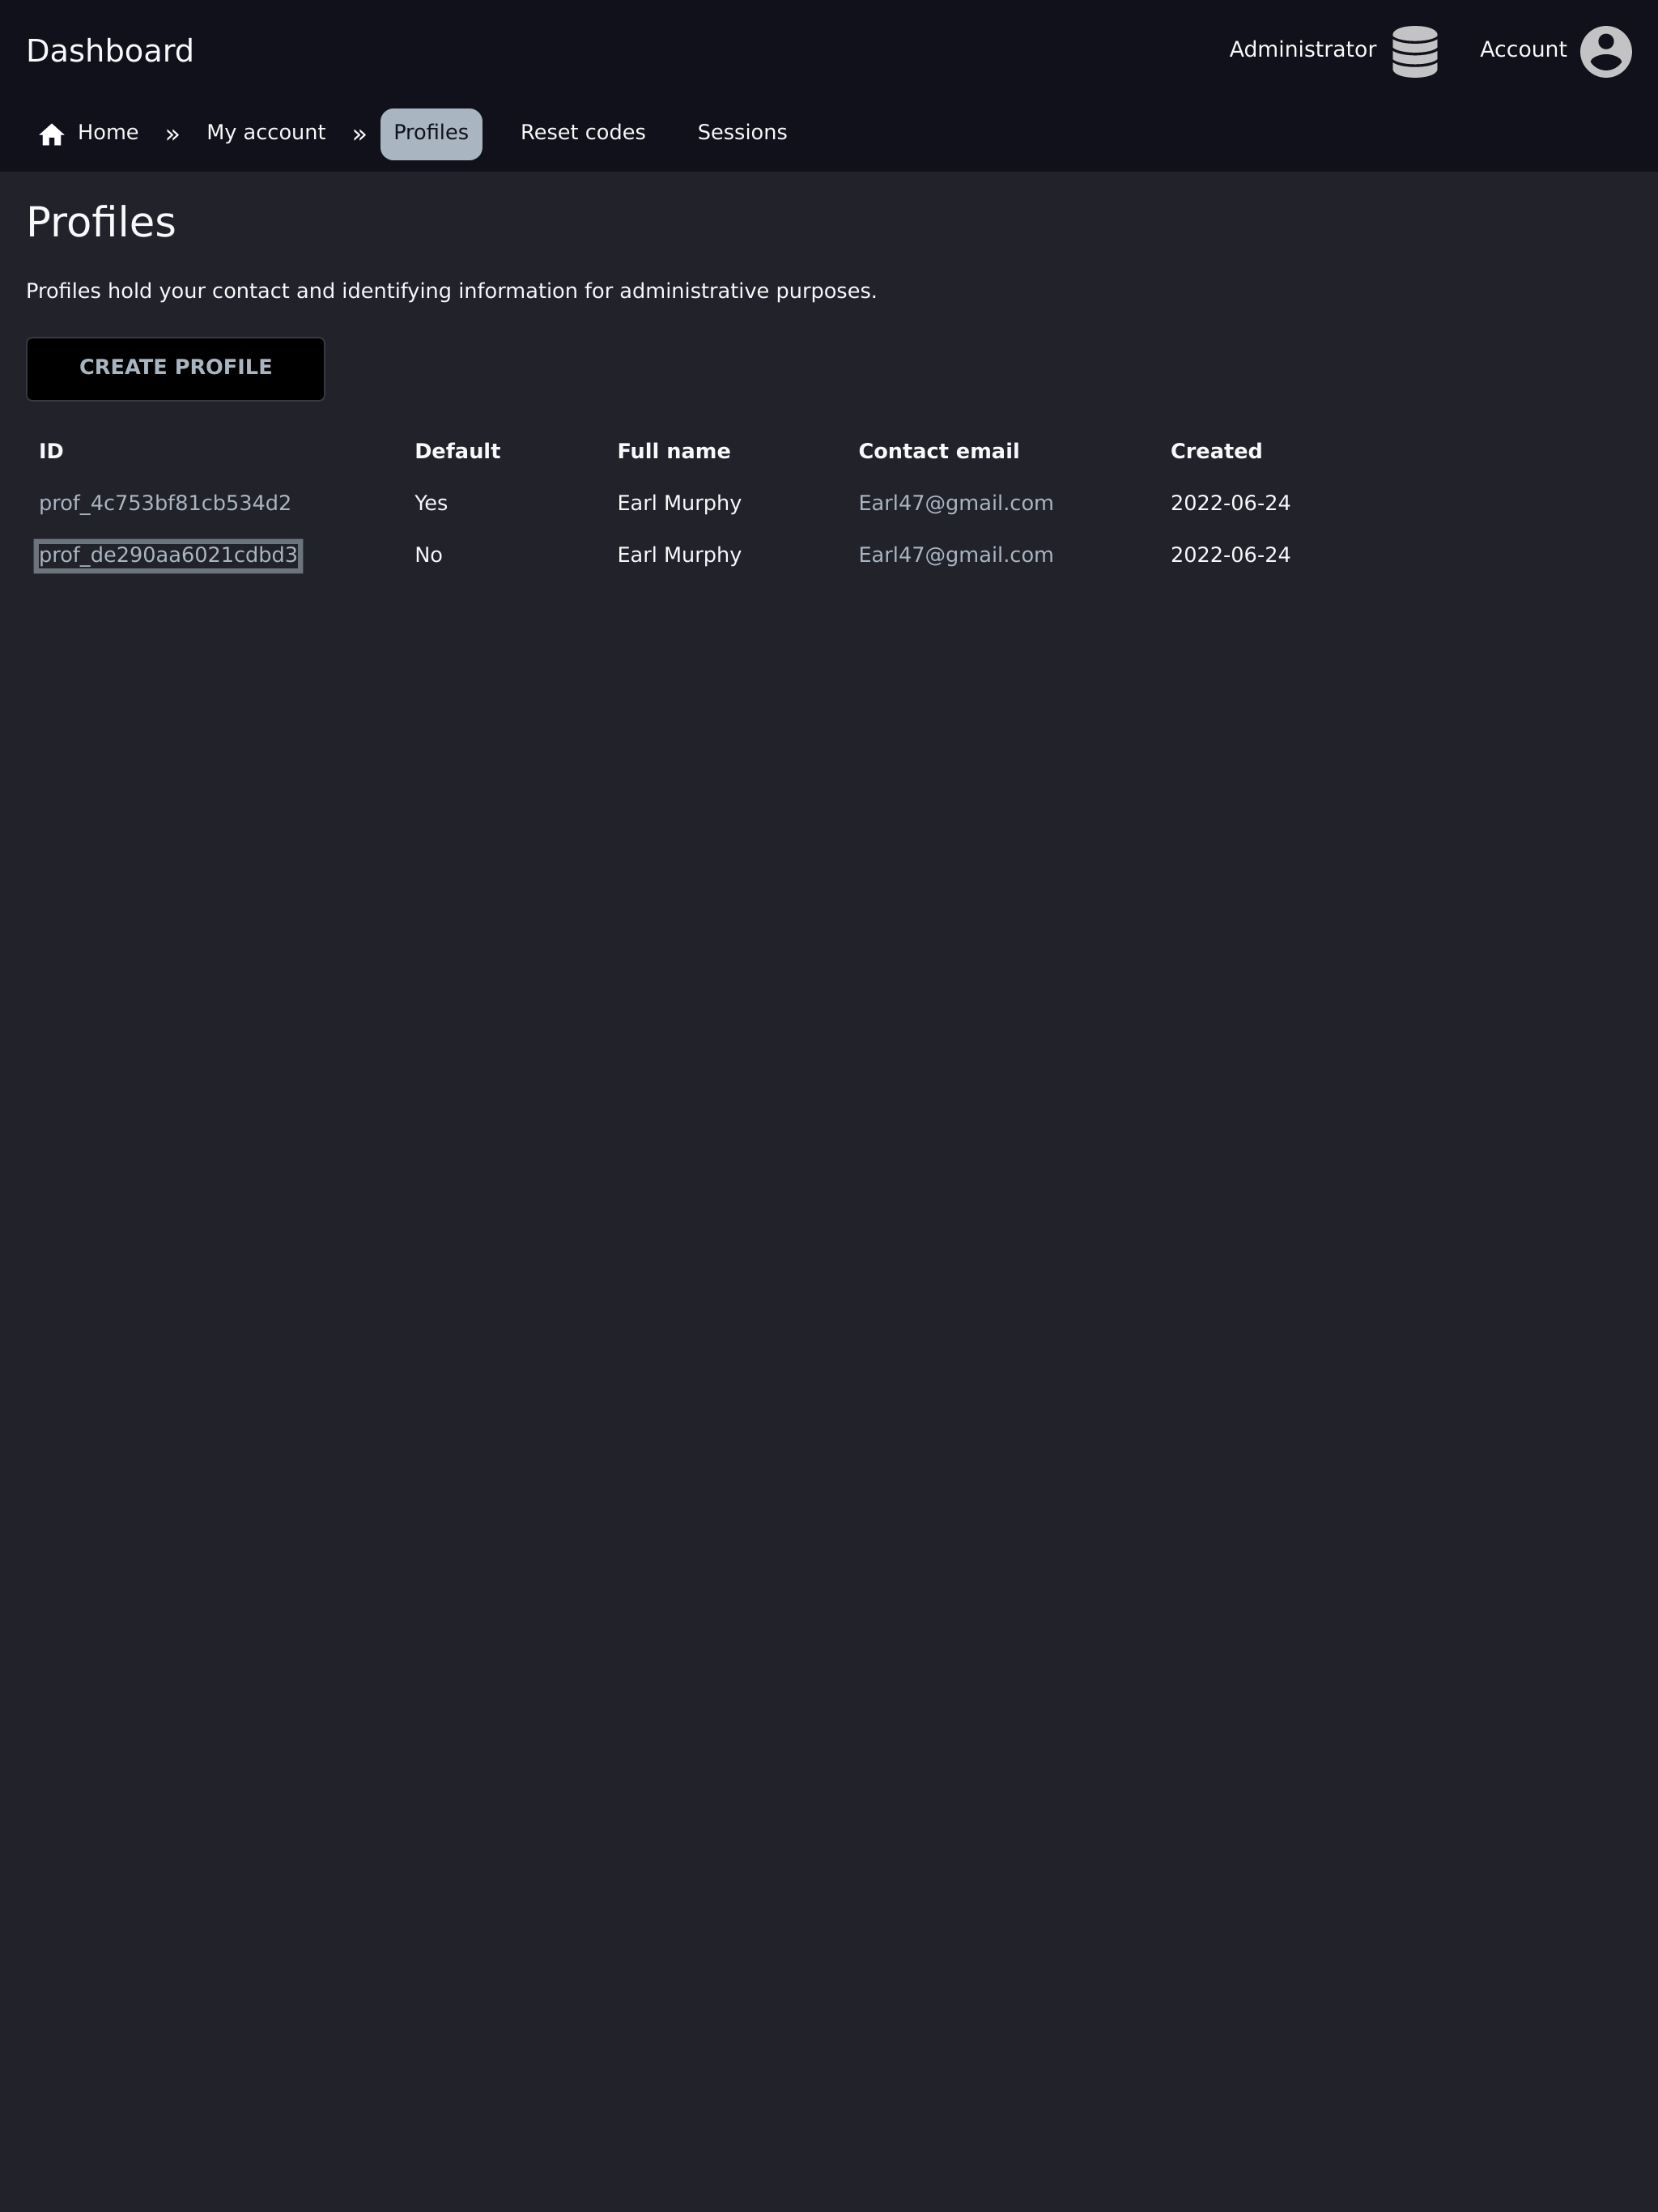 Dashboard
Administrator
Account
Home » My account » Profiles Reset codes Sessions
Profiles
Profiles hold your contact and identifying information for administrative purposes.
CREATE PROFILE
ID Default Full name Contact email Created
prof_4c753bf81cb534d2 Yes Earl Murphy Earl47@gmail.com 2022-06-24
prof_de290aa6021cdbd3 No Earl Murphy Earl47@gmail.com 2022-06-24